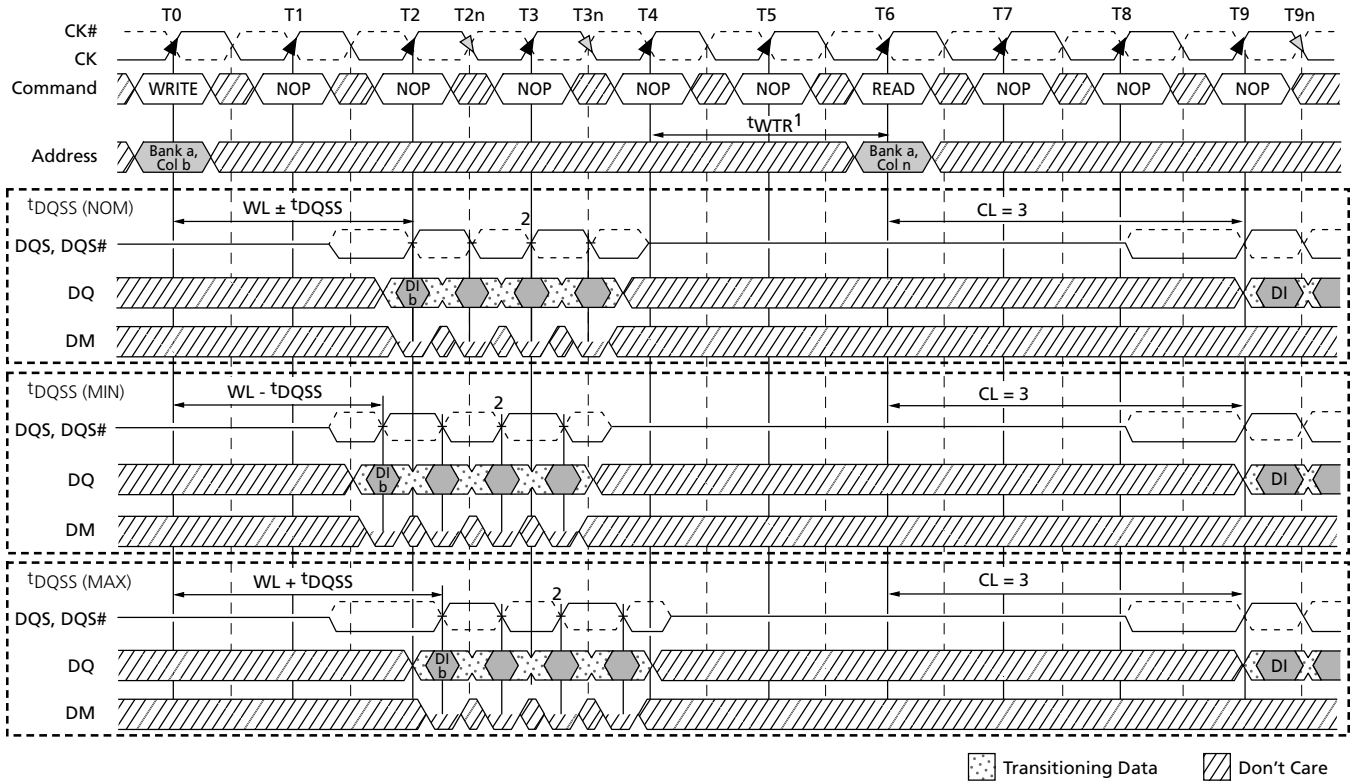 T0 T1 T2 T2n T3 T3n T4 T5 T6 T7 T8 T9 T9n
CK#
CK
Command WRITE NOP NOP NOP NOP NOP READ NOP NOP NOP
tWTR1
Address Bank a, Col b Bank a, Col n
tDQSS (NOM) WL ± tDQSS 2 CL = 3
DQS, DQS#
DQ DI b DI
DM
tDQSS (MIN) WL - tDQSS 2 CL = 3
DQS, DQS#
DQ DI b DI
DM
tDQSS (MAX) WL + tDQSS 2 CL = 3
DQS, DQS#
DQ DI b DI
DM
Transitioning Data Don't Care